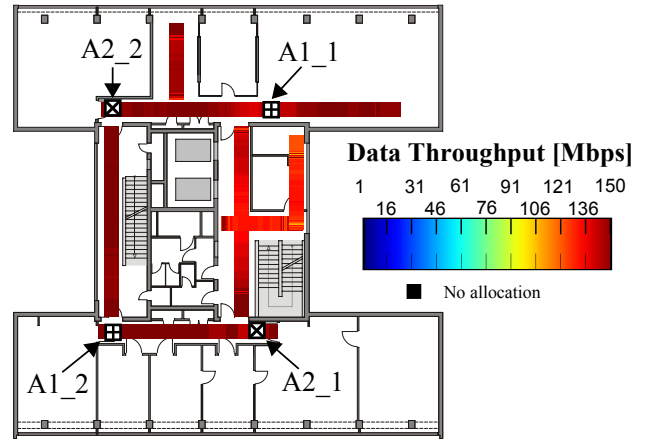 A2_2
A1_1
Data Throughput [Mbps]
1 31 61 91 121 150
16 46 76 106 136
No allocation
A1_2
A2_1